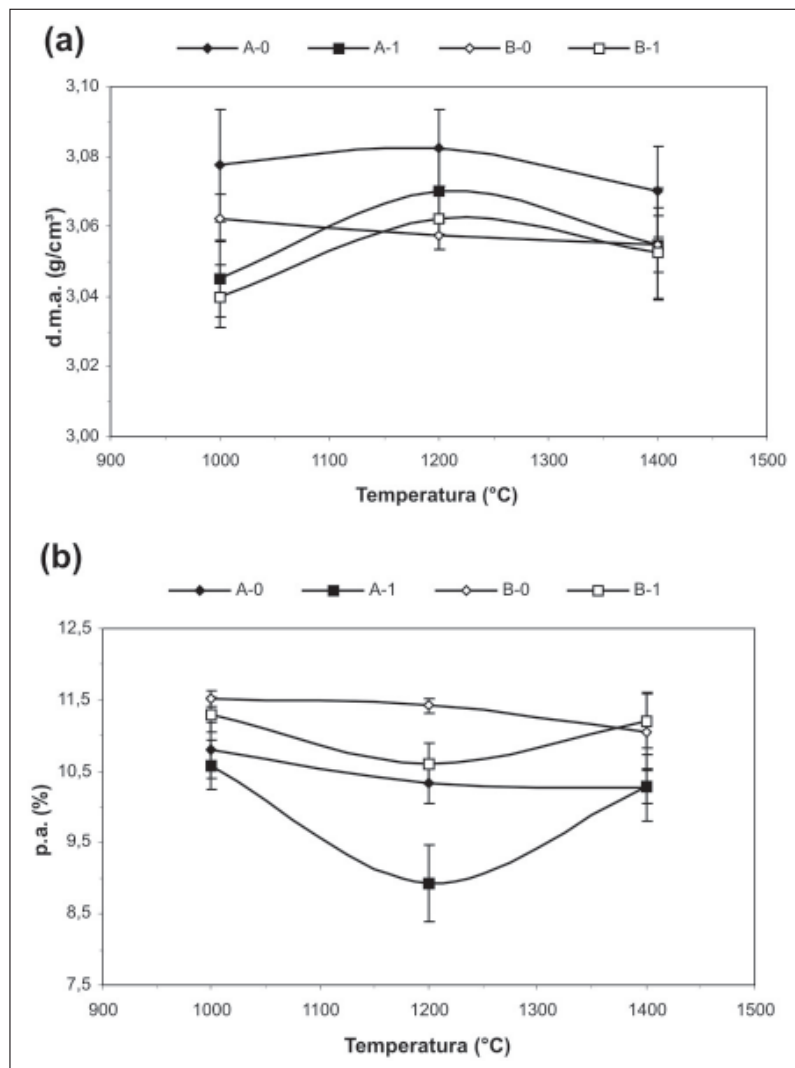 (a)
A-0 A-1 B-0 B-1
3,10
3,08
3,06
3,04
3,02
3,00
d.m.a. (g/cm³)
900 1000 1100 1200 1300 1400 1500
Temperatura (°C)
(b)
A-0 A-1 B-0 B-1
12,5
11,5
10,5
9,5
8,5
7,5
p.a. (%)
900 1000 1100 1200 1300 1400 1500
Temperatura (°C)